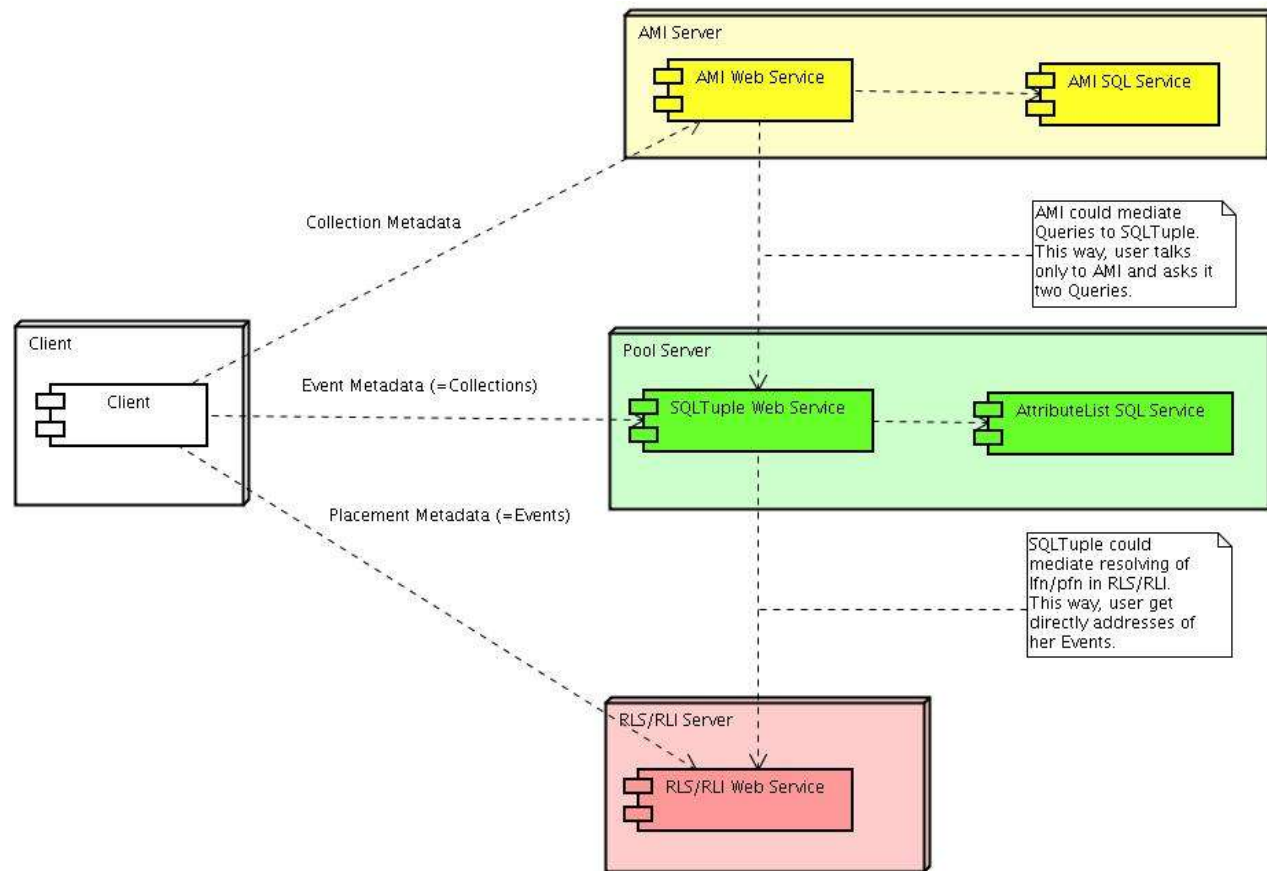 AMI Server
AMI Web Service
AMI SQL Service
Collection Metadata
AMI could mediate
Queries to SQLTuple.
This way, user talks
only to AMI and asks it
two Queries.
Client
Client
Event Metadata (=Collections)
Pool Server
SQLTuple Web Service
AttributeList SQL Service
Placement Metadata (=Events)
SQLTuple could
mediate resolving of
lfn/pfn in RLS/RLI.
This way, user get
directly addresses of
her Events.
RLS/RLI Server
RLS/RLI Web Service